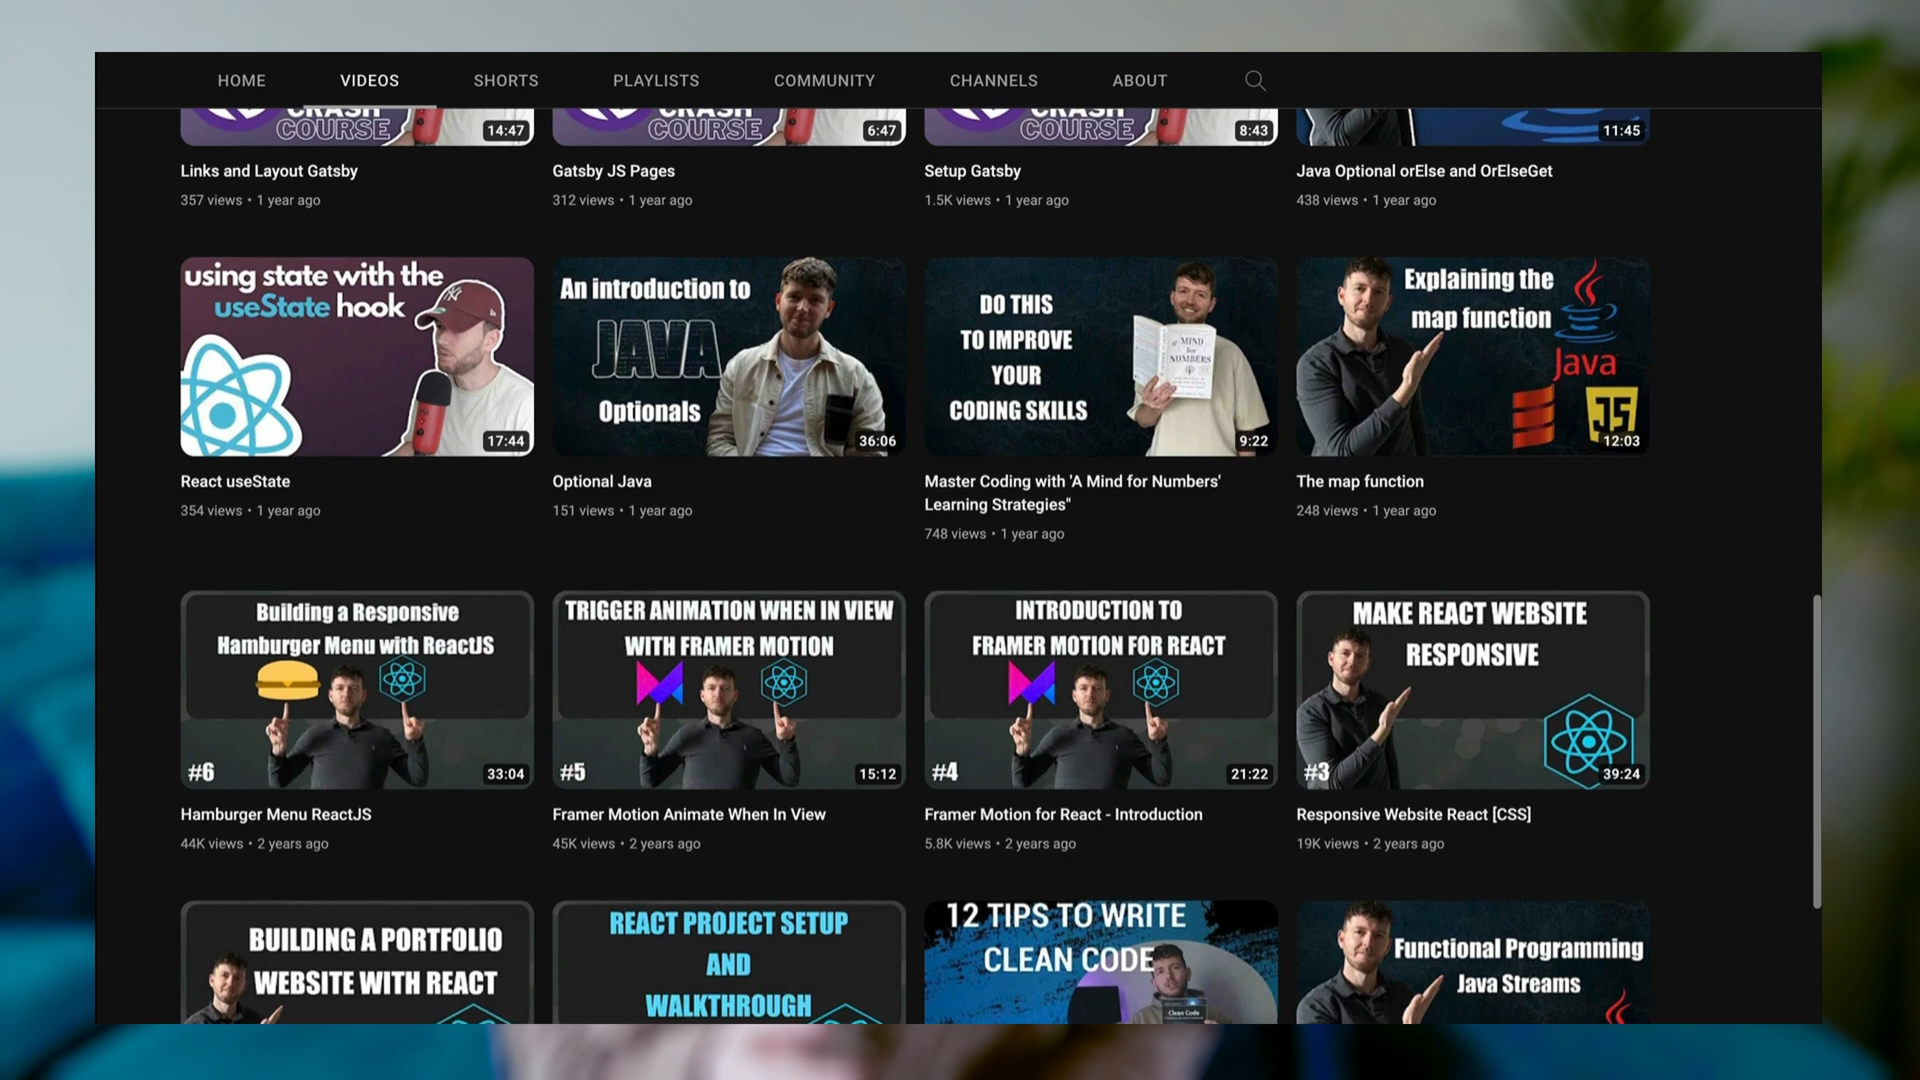 HOME VIDEOS SHORTS PLAYLISTS COMMUNITY CHANNELS ABOUT
CRASH
COURSE
14:47
CRASH
COURSE
6:47
CRASH
COURSE
8:43
11:45
Links and Layout Gatsby
357 views • 1 year ago
Gatsby JS Pages
312 views • 1 year ago
Setup Gatsby
1.5K views • 1 year ago
Java Optional orElse and OrElseGet
438 views • 1 year ago
using state with the
useState hook
17:44
An introduction to
JAVA
Optionals
36:06
DO THIS
TO IMPROVE
YOUR
CODING SKILLS
A MIND
for
NUMBERS
9:22
Explaining the
map function
Java
JS
12:03
React useState
354 views • 1 year ago
Optional Java
151 views • 1 year ago
Master Coding with 'A Mind for Numbers'
Learning Strategies"
748 views • 1 year ago
The map function
248 views • 1 year ago
Building a Responsive
Hamburger Menu with ReactJS
#6
33:04
TRIGGER ANIMATION WHEN IN VIEW
WITH FRAMER MOTION
#5
15:12
INTRODUCTION TO
FRAMER MOTION FOR REACT
#4
21:22
MAKE REACT WEBSITE
RESPONSIVE
#3
39:24
Hamburger Menu ReactJS
44K views • 2 years ago
Framer Motion Animate When In View
45K views • 2 years ago
Framer Motion for React - Introduction
5.8K views • 2 years ago
Responsive Website React [CSS]
19K views • 2 years ago
BUILDING A PORTFOLIO
WEBSITE WITH REACT
REACT PROJECT SETUP
AND
WALKTHROUGH
12 TIPS TO WRITE
CLEAN CODE
Clean Code
Functional Programming
Java Streams